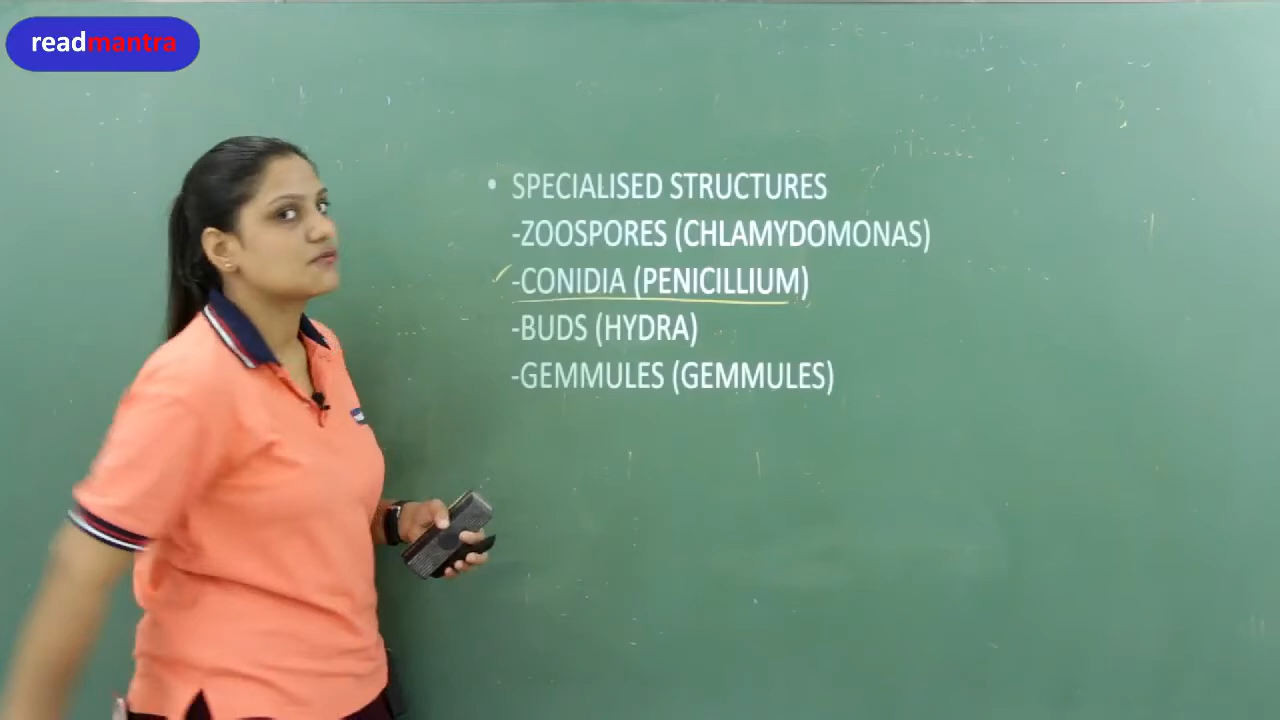 readmantra
• SPECIALISED STRUCTURES
-ZOOSPORES (CHLAMYDOMONAS)
-CONIDIA (PENICILLIUM)
-BUDS (HYDRA)
-GEMMULES (GEMMULES)